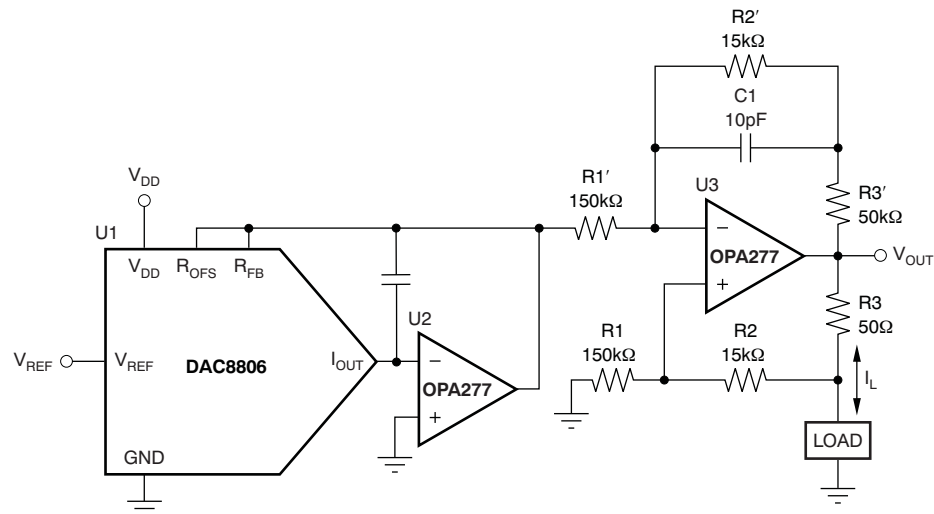 R2'
15kΩ
C1
10pF
V_DD
R1'
150kΩ
U3
R3'
50kΩ
U1
V_DD
R_OFS
R_FB
OPA277
V_OUT
U2
R3
50Ω
R1
150kΩ
R2
15kΩ
V_REF
V_REF
DAC8806
I_OUT
OPA277
I_L
LOAD
GND
−
+
−
+